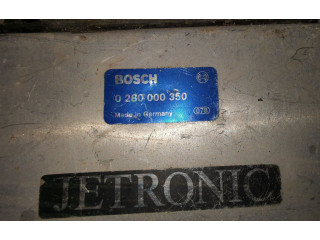 BOSCH
0 280 000 350
Made in Germany
JETRONIC